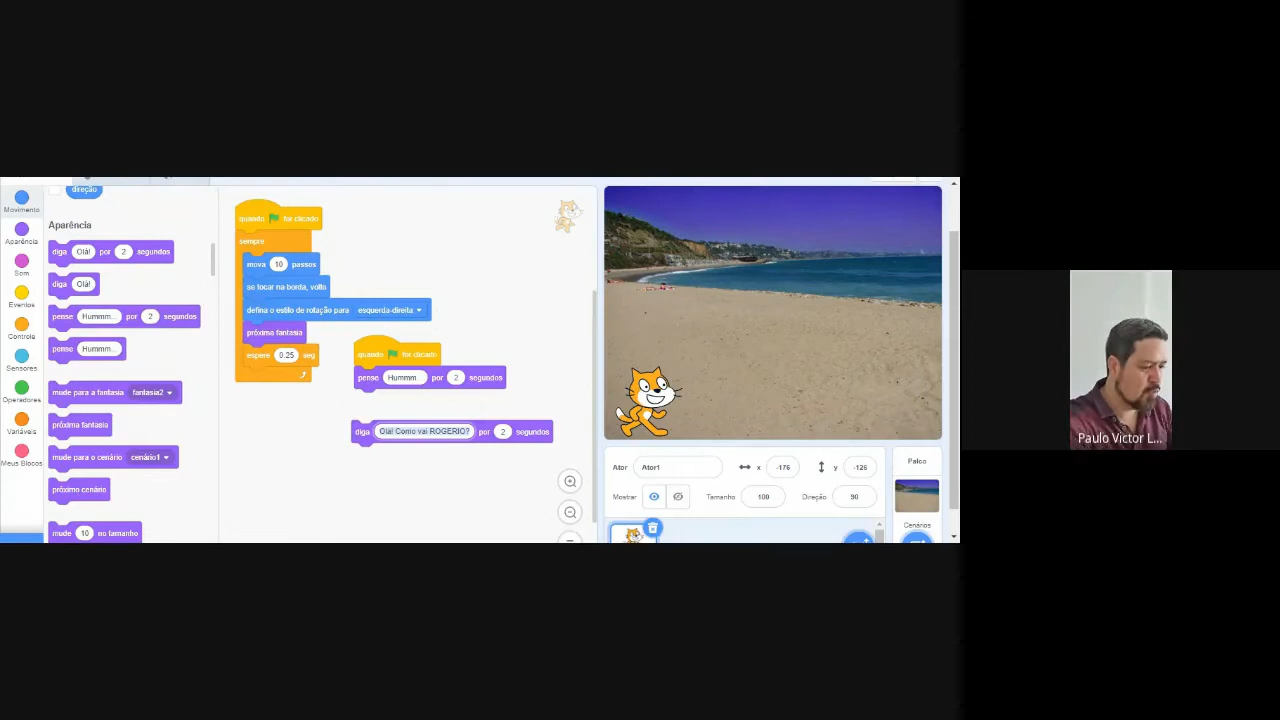 direção
Movimento
Aparência
Som
Eventos
Controle
Sensores
Operadores
Variáveis
Meus Blocos
Aparência
diga Olá! por 2 segundos
diga Olá!
pense Hummm... por 2 segundos
pense Hummm...
mude para a fantasia fantasia2
próxima fantasia
mude para o cenário cenário1
próximo cenário
mude 10 no tamanho
quando for clicado
sempre
mova 10 passos
se tocar na borda, volte
defina o estilo de rotação para esquerda-direita
próxima fantasia
espere 0.25 seg
quando for clicado
pense Hummm... por 2 segundos
diga Olá! Como vai ROGERIO? por 2 segundos
Ator Ator1 x -176 y -126
Mostrar Tamanho 100 Direção 90
Palco
Cenários
Paulo Victor L...